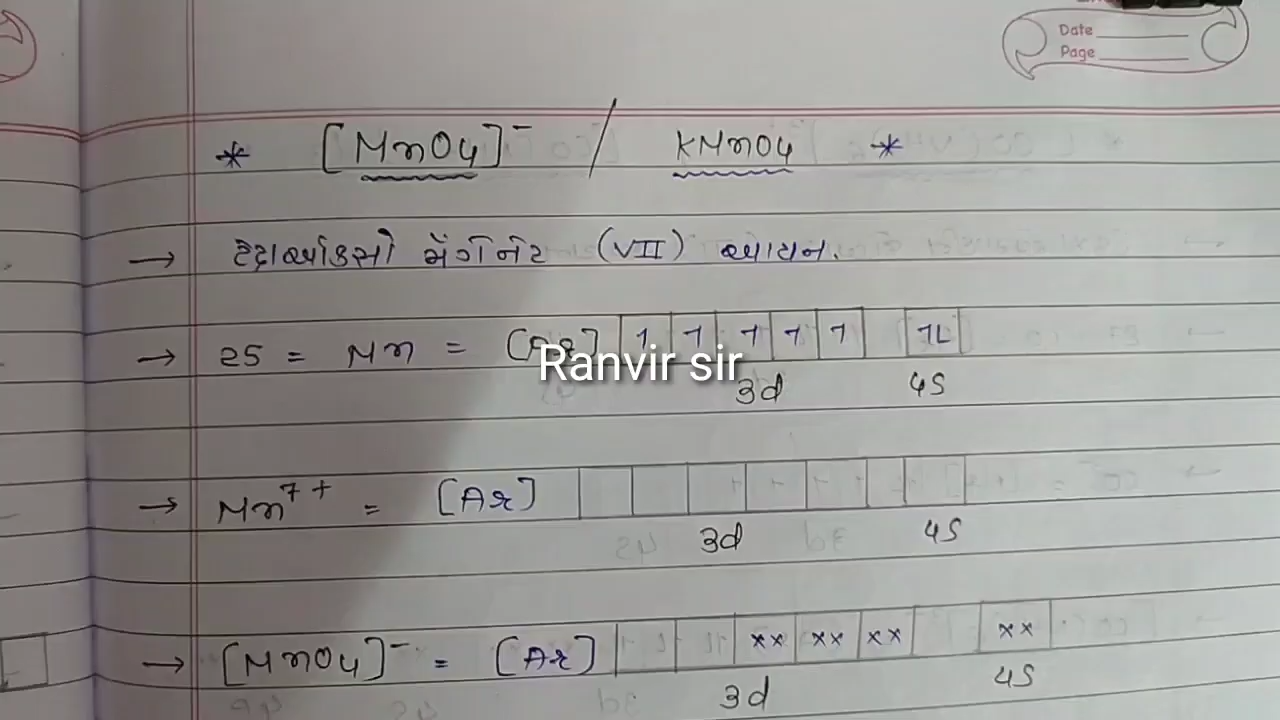 Date
Page
* [MnO4]⁻ / KMnO4 *
→ ટેટ્રાઓક્સો મેંગેનેટ (VII) આયન.
→ 25 = Mn = [Ar] 1 1 1 1 1 1L
Ranvir sir
3d 4s
→ Mn⁷⁺ = [Ar]
3d 4s
→ [MnO4]⁻ = [Ar] xx xx xx xx
3d 4s